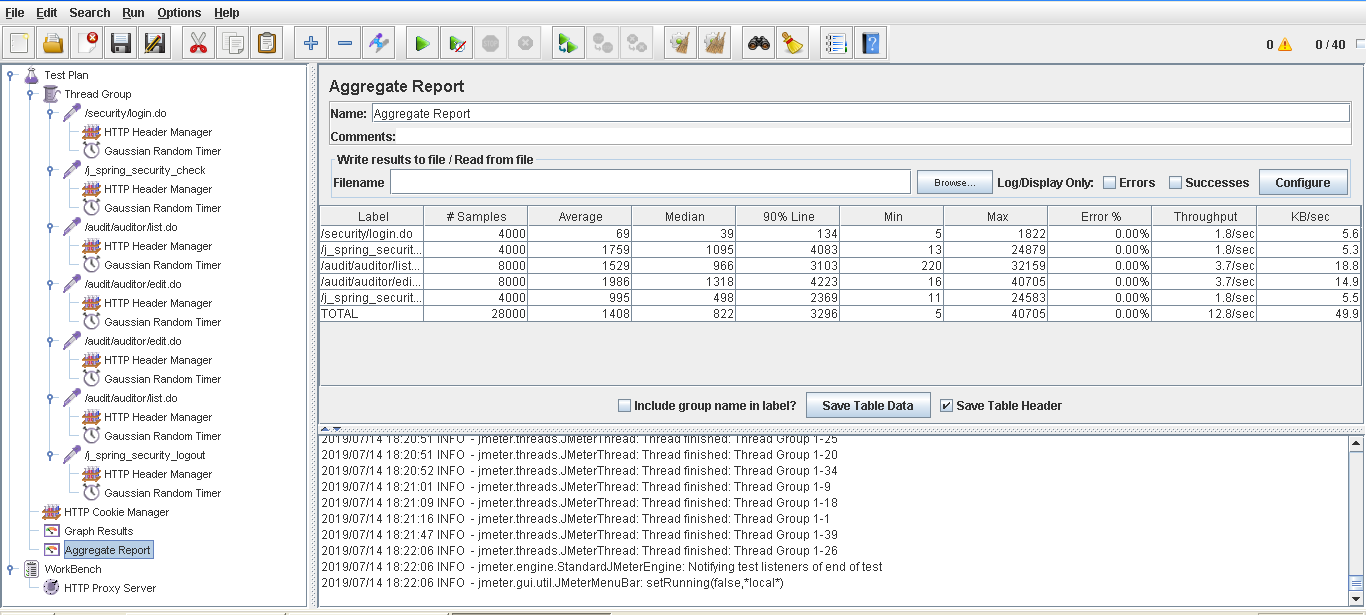 File Edit Search Run Options Help
0 0 / 40
Test Plan
Thread Group
/security/login.do
HTTP Header Manager
Gaussian Random Timer
/j_spring_security_check
HTTP Header Manager
Gaussian Random Timer
/audit/auditor/list.do
HTTP Header Manager
Gaussian Random Timer
/audit/auditor/edit.do
HTTP Header Manager
Gaussian Random Timer
/audit/auditor/edit.do
HTTP Header Manager
Gaussian Random Timer
/audit/auditor/list.do
HTTP Header Manager
Gaussian Random Timer
/j_spring_security_logout
HTTP Header Manager
Gaussian Random Timer
HTTP Cookie Manager
Graph Results
Aggregate Report
WorkBench
HTTP Proxy Server
Aggregate Report
Name: Aggregate Report
Comments:
Write results to file / Read from file
Filename Browse... Log/Display Only: Errors Successes Configure
Label # Samples Average Median 90% Line Min Max Error % Throughput KB/sec
/security/login.do 4000 69 39 134 5 1822 0.00% 1.8/sec 5.6
/j_spring_securit... 4000 1759 1095 4083 13 24879 0.00% 1.8/sec 5.3
/audit/auditor/list... 8000 1529 966 3103 220 32159 0.00% 3.7/sec 18.8
/audit/auditor/edi... 8000 1986 1318 4223 16 40705 0.00% 3.7/sec 14.9
/j_spring_securit... 4000 995 498 2369 11 24583 0.00% 1.8/sec 5.5
TOTAL 28000 1408 822 3296 5 40705 0.00% 12.8/sec 49.9
Include group name in label? Save Table Data Save Table Header
2019/07/14 18:20:51 INFO - jmeter.threads.JMeterThread: Thread finished: Thread Group 1-25
2019/07/14 18:20:51 INFO - jmeter.threads.JMeterThread: Thread finished: Thread Group 1-20
2019/07/14 18:20:52 INFO - jmeter.threads.JMeterThread: Thread finished: Thread Group 1-34
2019/07/14 18:21:01 INFO - jmeter.threads.JMeterThread: Thread finished: Thread Group 1-9
2019/07/14 18:21:09 INFO - jmeter.threads.JMeterThread: Thread finished: Thread Group 1-18
2019/07/14 18:21:16 INFO - jmeter.threads.JMeterThread: Thread finished: Thread Group 1-1
2019/07/14 18:21:47 INFO - jmeter.threads.JMeterThread: Thread finished: Thread Group 1-39
2019/07/14 18:22:06 INFO - jmeter.threads.JMeterThread: Thread finished: Thread Group 1-26
2019/07/14 18:22:06 INFO - jmeter.engine.StandardJMeterEngine: Notifying test listeners of end of test
2019/07/14 18:22:06 INFO - jmeter.gui.util.JMeterMenuBar: setRunning(false,*local*)